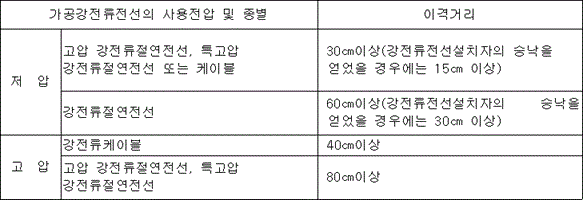 가공강전류전선의 사용전압 및 종별
이격거리
저 압
고압 강전류절연전선, 특고압
강전류절연전선 또는 케이블
30㎝이상(강전류전선설치자의 승낙을
얻었을 경우에는 15㎝ 이상)
강전류절연전선
60㎝이상(강전류전선설치자의 승낙을
얻었을 경우에는 30㎝ 이상)
고 압
강전류케이블
40㎝이상
고압 강전류절연전선, 특고압
강전류절연전선
80㎝이상